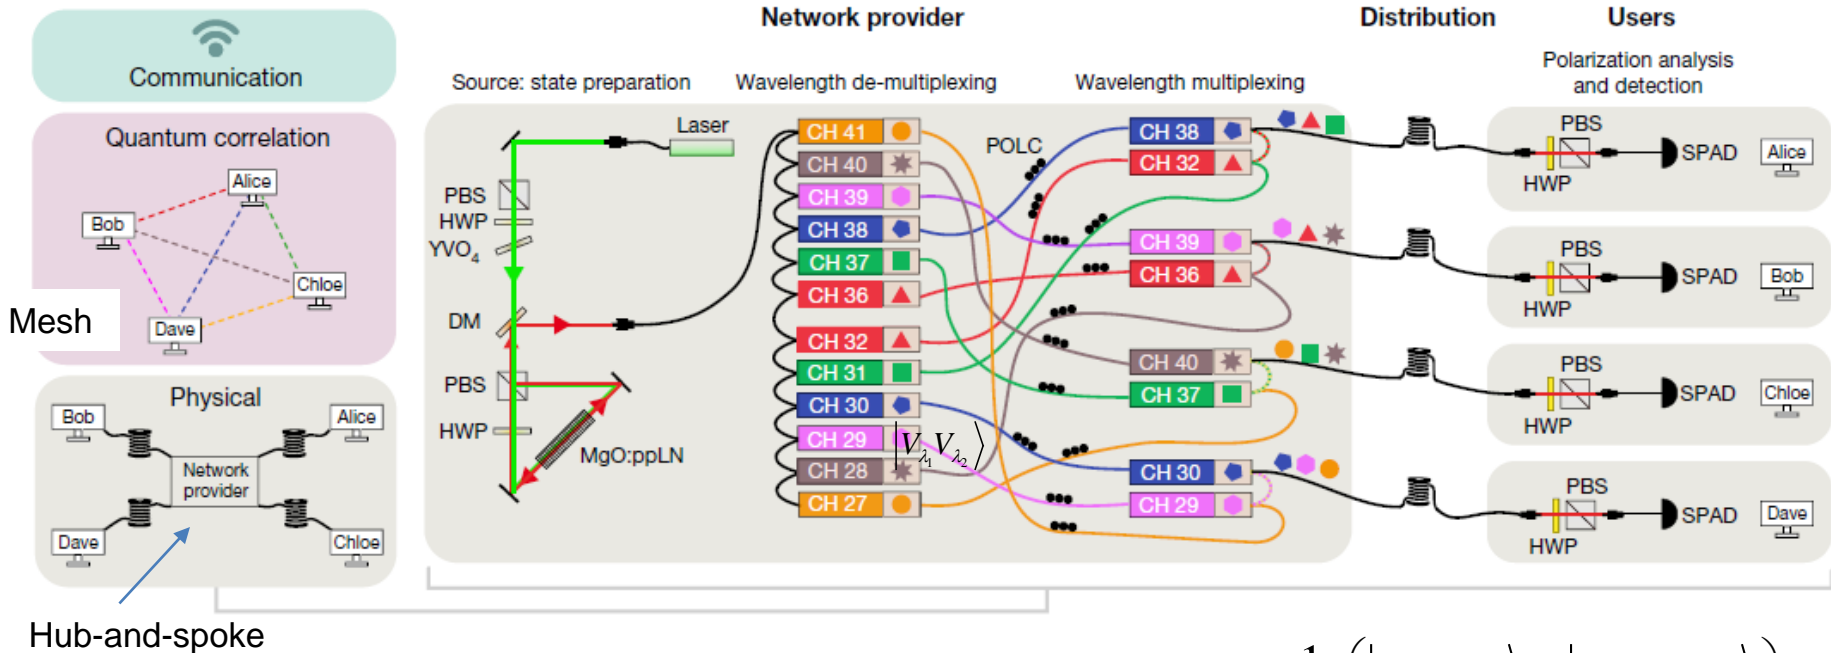 Network provider
Distribution
Users
Communication
Source: state preparation
Wavelength de-multiplexing
Wavelength multiplexing
Polarization analysis
and detection
Quantum correlation
Alice
Bob
Chloe
Dave
Mesh
Physical
Bob
Alice
Network
provider
Dave
Chloe
Hub-and-spoke
Laser
PBS
HWP
YVO4
DM
PBS
HWP
MgO:ppLN
CH 41
CH 40
CH 39
CH 38
CH 37
CH 36
CH 32
CH 31
CH 30
CH 29
CH 28
CH 27
|Vλ1 Vλ2⟩
POLC
CH 38
CH 32
CH 39
CH 36
CH 40
CH 37
CH 30
CH 29
PBS
HWP
SPAD
Alice
PBS
HWP
SPAD
Bob
PBS
HWP
SPAD
Chloe
PBS
HWP
SPAD
Dave
1